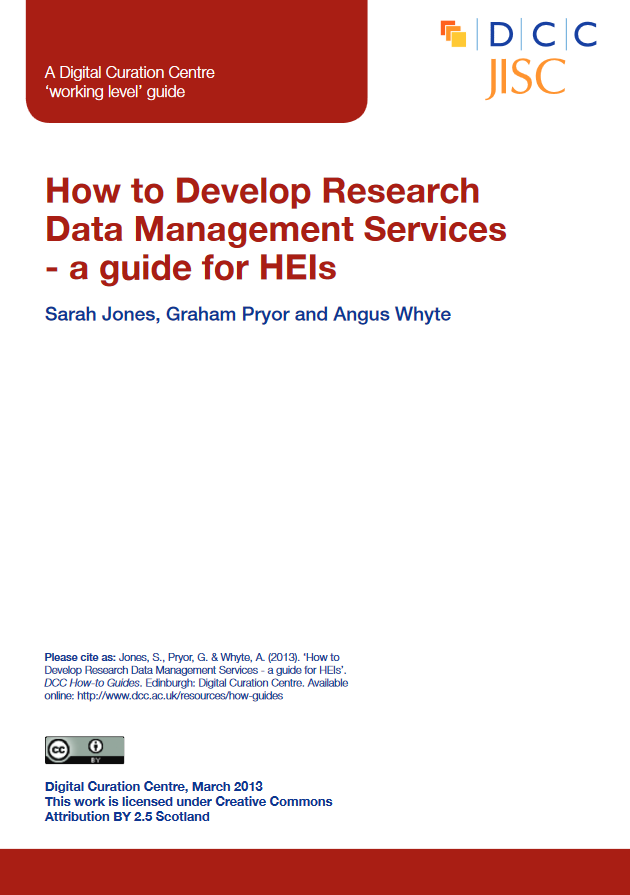 A Digital Curation Centre
‘working level’ guide
DCC
JISC
How to Develop Research
Data Management Services
- a guide for HEIs
Sarah Jones, Graham Pryor and Angus Whyte
Please cite as: Jones, S., Pryor, G. & Whyte, A. (2013). ‘How to
Develop Research Data Management Services - a guide for HEIs’.
DCC How-to Guides. Edinburgh: Digital Curation Centre. Available
online: http://www.dcc.ac.uk/resources/how-guides
cc
BY
Digital Curation Centre, March 2013
This work is licensed under Creative Commons
Attribution BY 2.5 Scotland